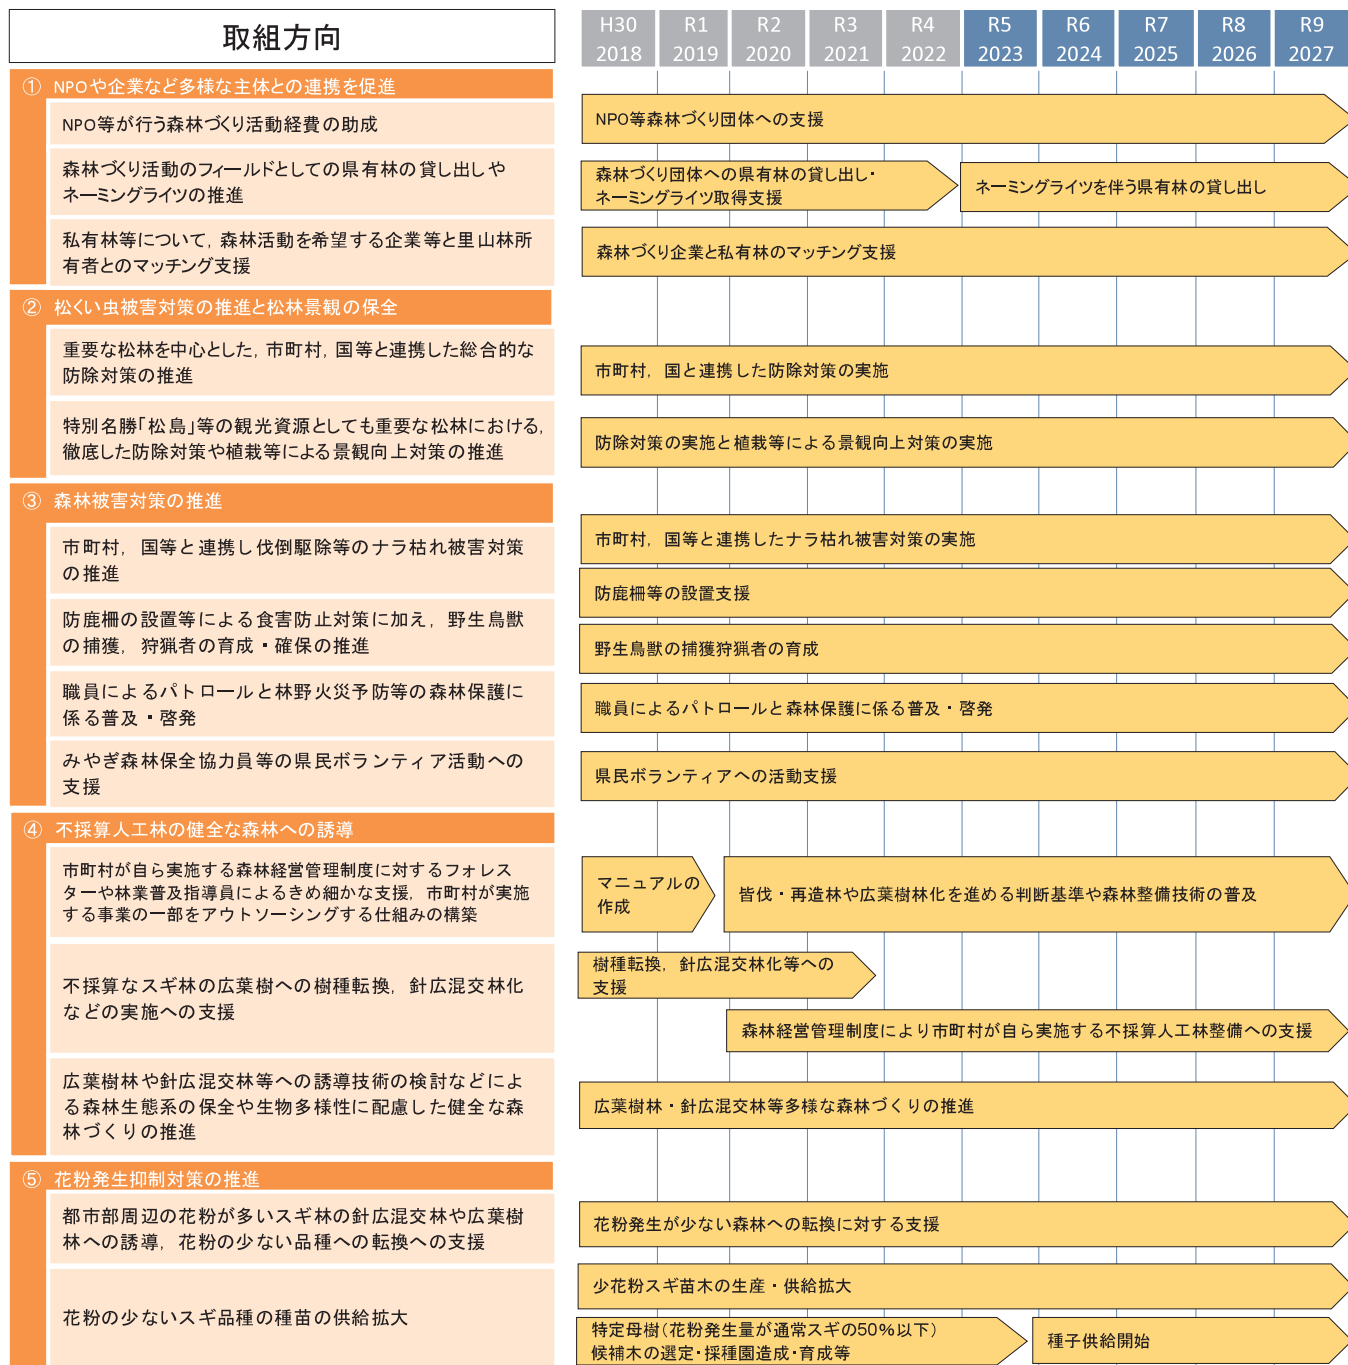 取組方向
H30 R1 R2 R3 R4 R5 R6 R7 R8 R9
2018 2019 2020 2021 2022 2023 2024 2025 2026 2027
① NPOや企業など多様な主体との連携を促進
NPO等が行う森林づくり活動経費の助成
NPO等森林づくり団体への支援
森林づくり活動のフィールドとしての県有林の貸し出しや
ネーミングライツの推進
森林づくり団体への県有林の貸し出し・
ネーミングライツ取得支援
ネーミングライツを伴う県有林の貸し出し
私有林等について,森林活動を希望する企業等と里山林所
有者とのマッチング支援
森林づくり企業と私有林のマッチング支援
② 松くい虫被害対策の推進と松林景観の保全
重要な松林を中心とした,市町村,国等と連携した総合的な
防除対策の推進
市町村,国と連携した防除対策の実施
特別名勝「松島」等の観光資源としても重要な松林における,
徹底した防除対策や植栽等による景観向上対策の推進
防除対策の実施と植栽等による景観向上対策の実施
③ 森林被害対策の推進
市町村,国等と連携し伐倒駆除等のナラ枯れ被害対策
の推進
市町村,国等と連携したナラ枯れ被害対策の実施
防鹿柵の設置等による食害防止対策に加え,野生鳥獣
の捕獲,狩猟者の育成・確保の推進
防鹿柵等の設置支援
野生鳥獣の捕獲狩猟者の育成
職員によるパトロールと林野火災予防等の森林保護に
係る普及・啓発
職員によるパトロールと森林保護に係る普及・啓発
みやぎ森林保全協力員等の県民ボランティア活動への
支援
県民ボランティアへの活動支援
④ 不採算人工林の健全な森林への誘導
市町村が自ら実施する森林経営管理制度に対するフォレス
ターや林業普及指導員によるきめ細かな支援,市町村が実施
する事業の一部をアウトソーシングする仕組みの構築
マニュアルの
作成
皆伐・再造林や広葉樹林化を進める判断基準や森林整備技術の普及
不採算なスギ林の広葉樹への樹種転換,針広混交林化
などの実施への支援
樹種転換,針広混交林化等への
支援
森林経営管理制度により市町村が自ら実施する不採算人工林整備への支援
広葉樹林や針広混交林等への誘導技術の検討などによ
る森林生態系の保全や生物多様性に配慮した健全な森
林づくりの推進
広葉樹林・針広混交林等多様な森林づくりの推進
⑤ 花粉発生抑制対策の推進
都市部周辺の花粉が多いスギ林の針広混交林や広葉樹
林への誘導,花粉の少ない品種への転換への支援
花粉発生が少ない森林への転換に対する支援
花粉の少ないスギ品種の種苗の供給拡大
少花粉スギ苗木の生産・供給拡大
特定母樹(花粉発生量が通常スギの50%以下)
候補木の選定・採種園造成・育成等
種子供給開始